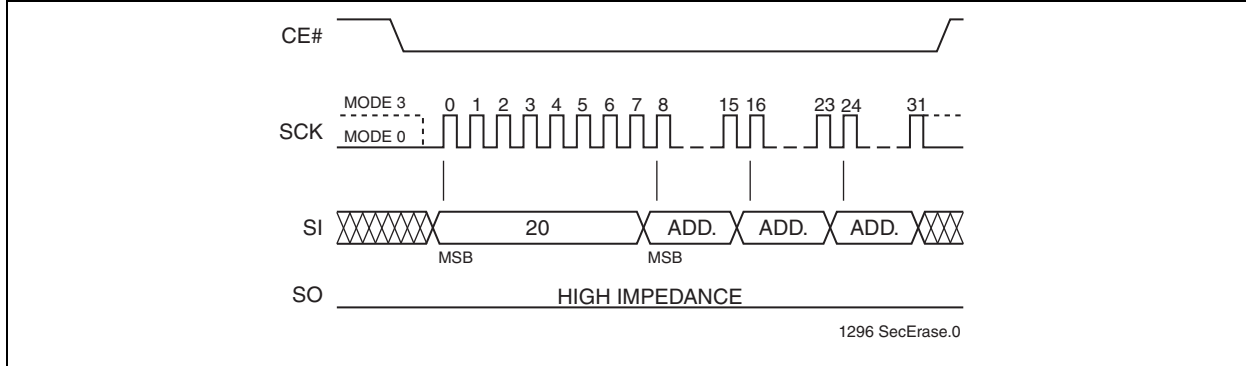 CE#
MODE 3
0 1 2 3 4 5 6 7 8 15 16 23 24 31
SCK
MODE 0
SI
20 ADD. ADD. ADD.
MSB MSB
SO
HIGH IMPEDANCE
1296 SecErase.0